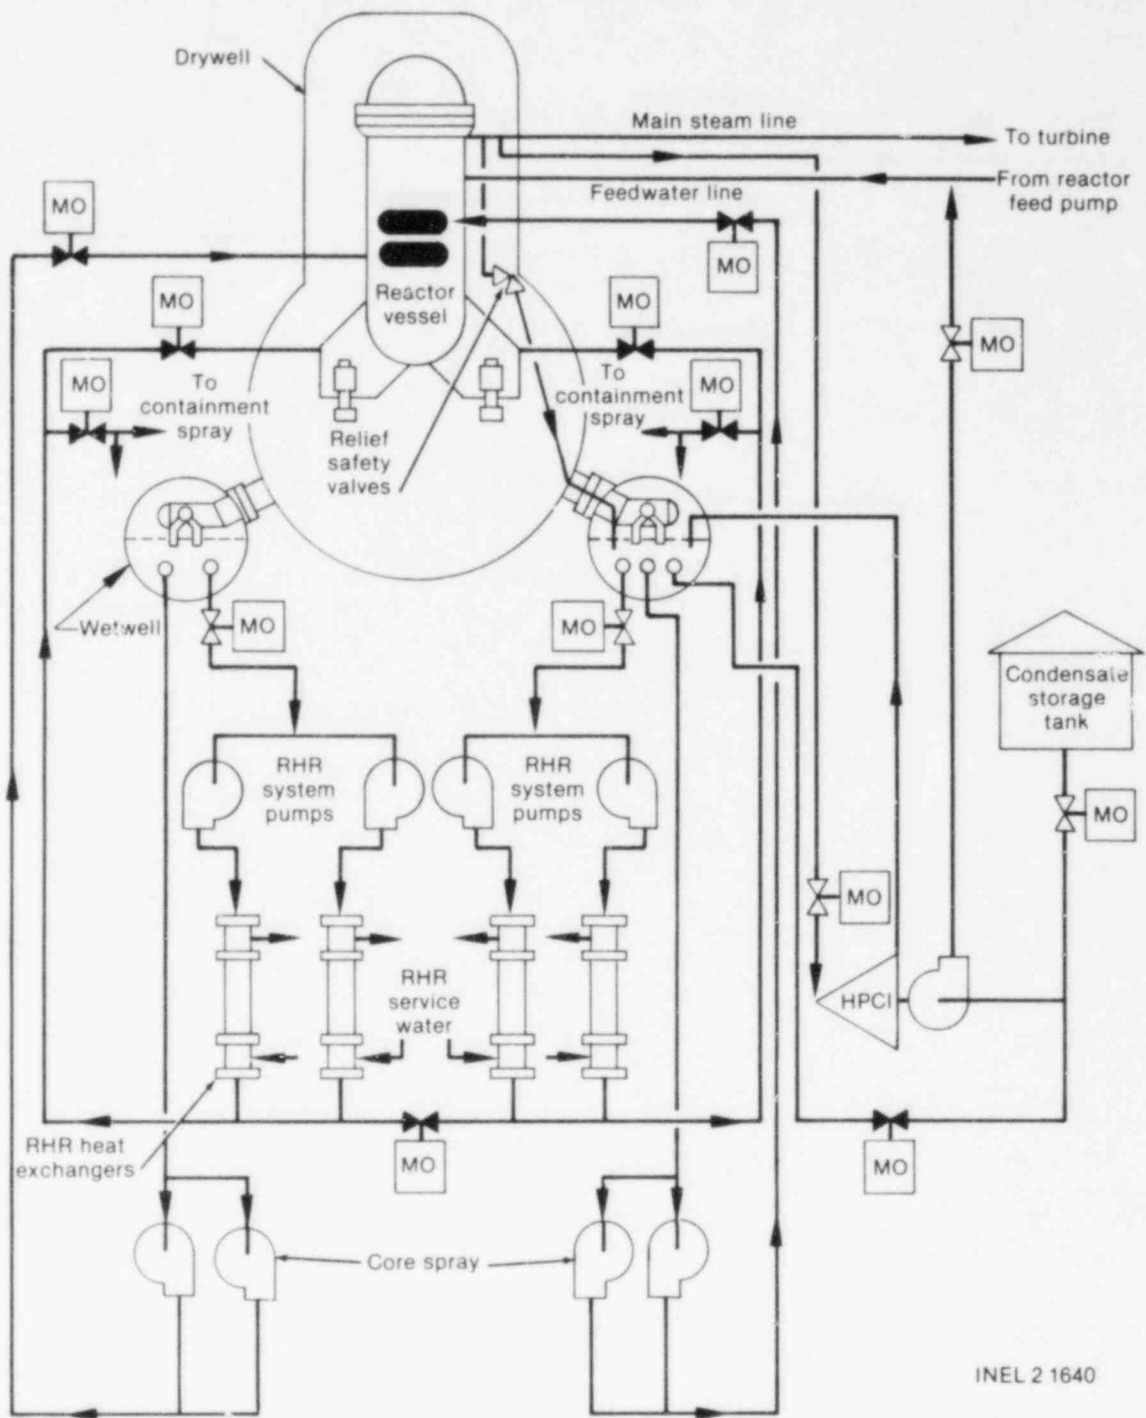 Drywell
Main steam line
To turbine
Feedwater line
From reactor
feed pump
MO
MO
Reactor
vessel
MO
MO
MO
MO
To
containment
spray
To
containment
spray
MO
Relief
safety
valves
Wetwell
MO
MO
Condensate
storage
tank
RHR
system
pumps
RHR
system
pumps
MO
MO
HPCI
RHR
service
water
RHR heat
exchangers
MO
MO
Core spray
INEL 2 1640